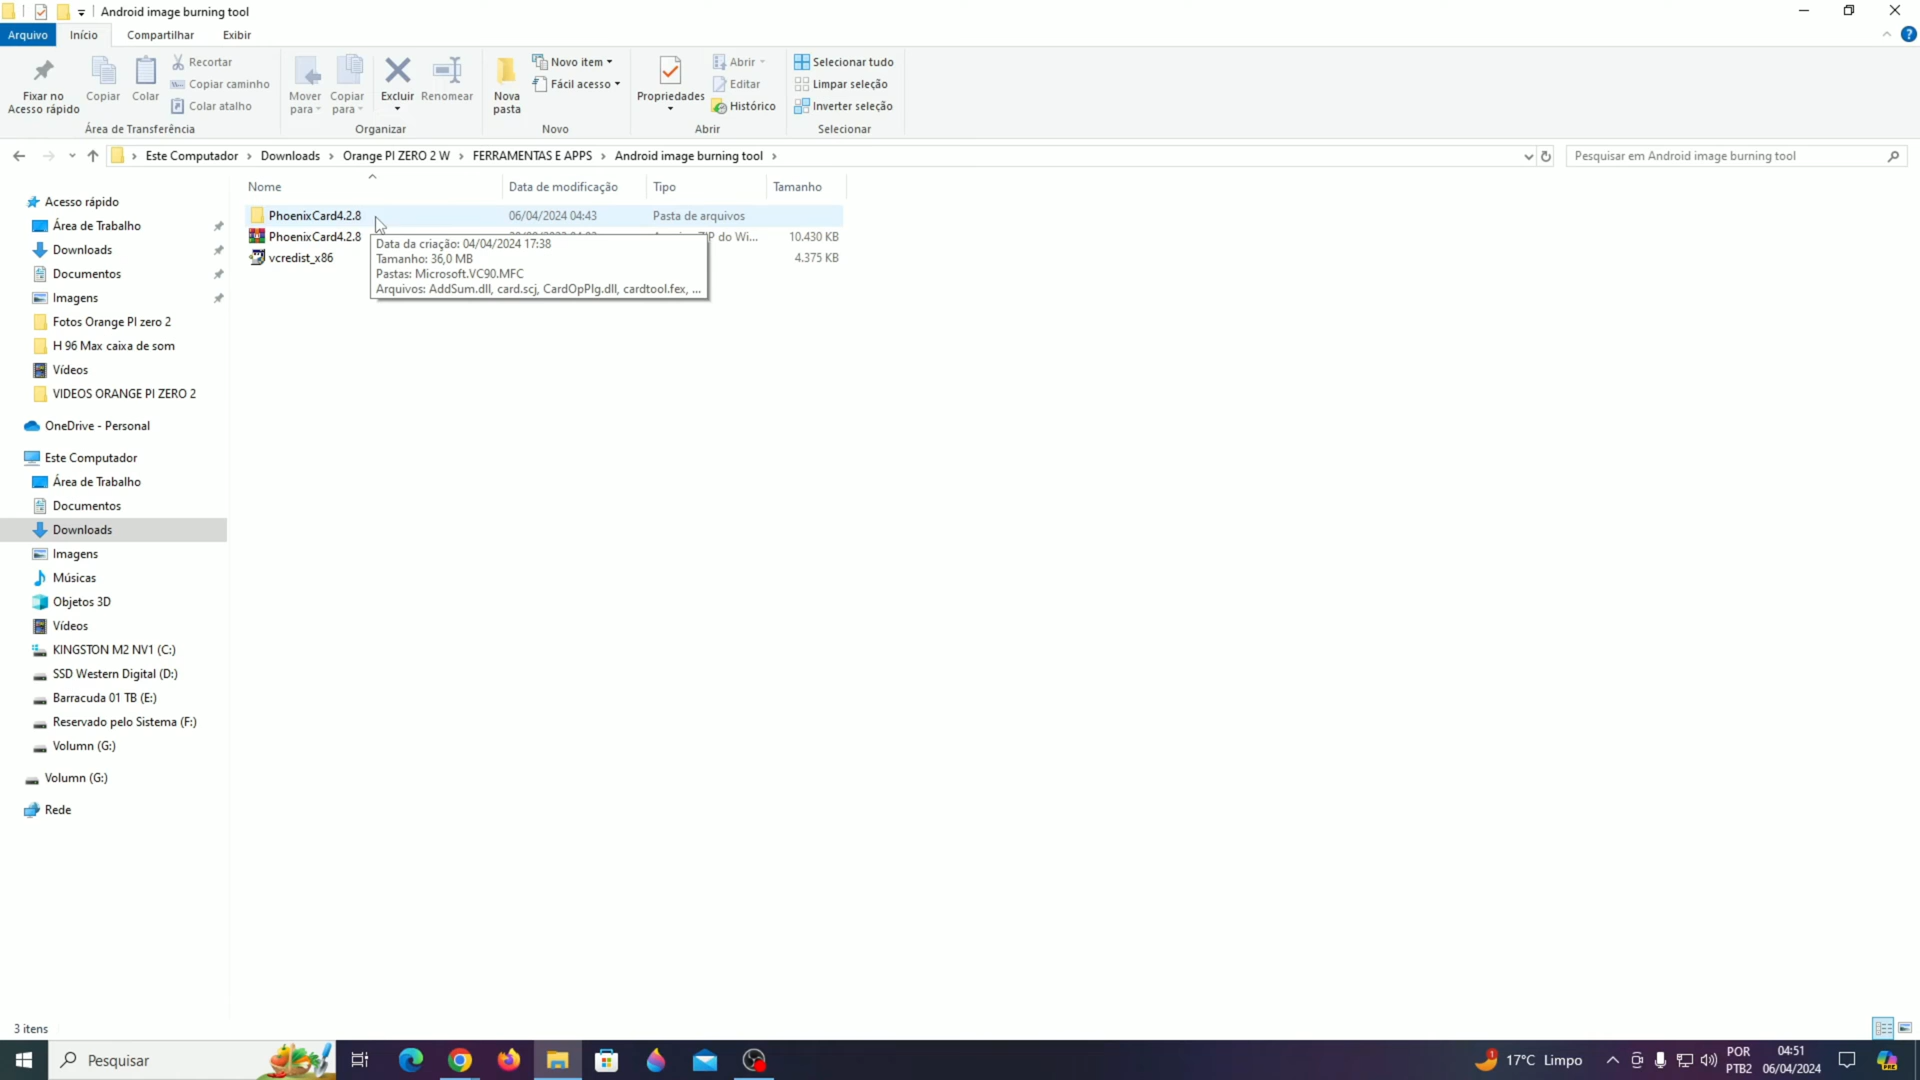 Android image burning tool
Arquivo Início Compartilhar Exibir
Fixar no Acesso rápido
Copiar
Colar
Recortar
Copiar caminho
Colar atalho
Área de Transferência
Mover para
Copiar para
Excluir
Renomear
Organizar
Nova pasta
Novo item
Fácil acesso
Novo
Propriedades
Abrir
Editar
Histórico
Abrir
Selecionar tudo
Limpar seleção
Inverter seleção
Selecionar
Este Computador > Downloads > Orange PI ZERO 2 W > FERRAMENTAS E APPS > Android image burning tool >
Pesquisar em Android image burning tool
Nome Data de modificação Tipo Tamanho
PhoenixCard4.2.8 06/04/2024 04:43 Pasta de arquivos
PhoenixCard4.2.8 P do Wi... 10.430 KB
vcredist_x86 4.375 KB
Data da criação: 04/04/2024 17:38
Tamanho: 36,0 MB
Pastas: Microsoft.VC90.MFC
Arquivos: AddSum.dll, card.scj, CardOpPlg.dll, cardtool.fex, ...
Acesso rápido
Área de Trabalho
Downloads
Documentos
Imagens
Fotos Orange PI zero 2
H 96 Max caixa de som
Vídeos
VIDEOS ORANGE PI ZERO 2
OneDrive - Personal
Este Computador
Área de Trabalho
Documentos
Downloads
Imagens
Músicas
Objetos 3D
Vídeos
KINGSTON M2 NV1 (C:)
SSD Western Digital (D:)
Barracuda 01 TB (E:)
Reservado pelo Sistema (F:)
Volumn (G:)
Volumn (G:)
Rede
3 itens
Pesquisar
1
17°C Limpo
POR
PTB2
04:51
06/04/2024
PRE